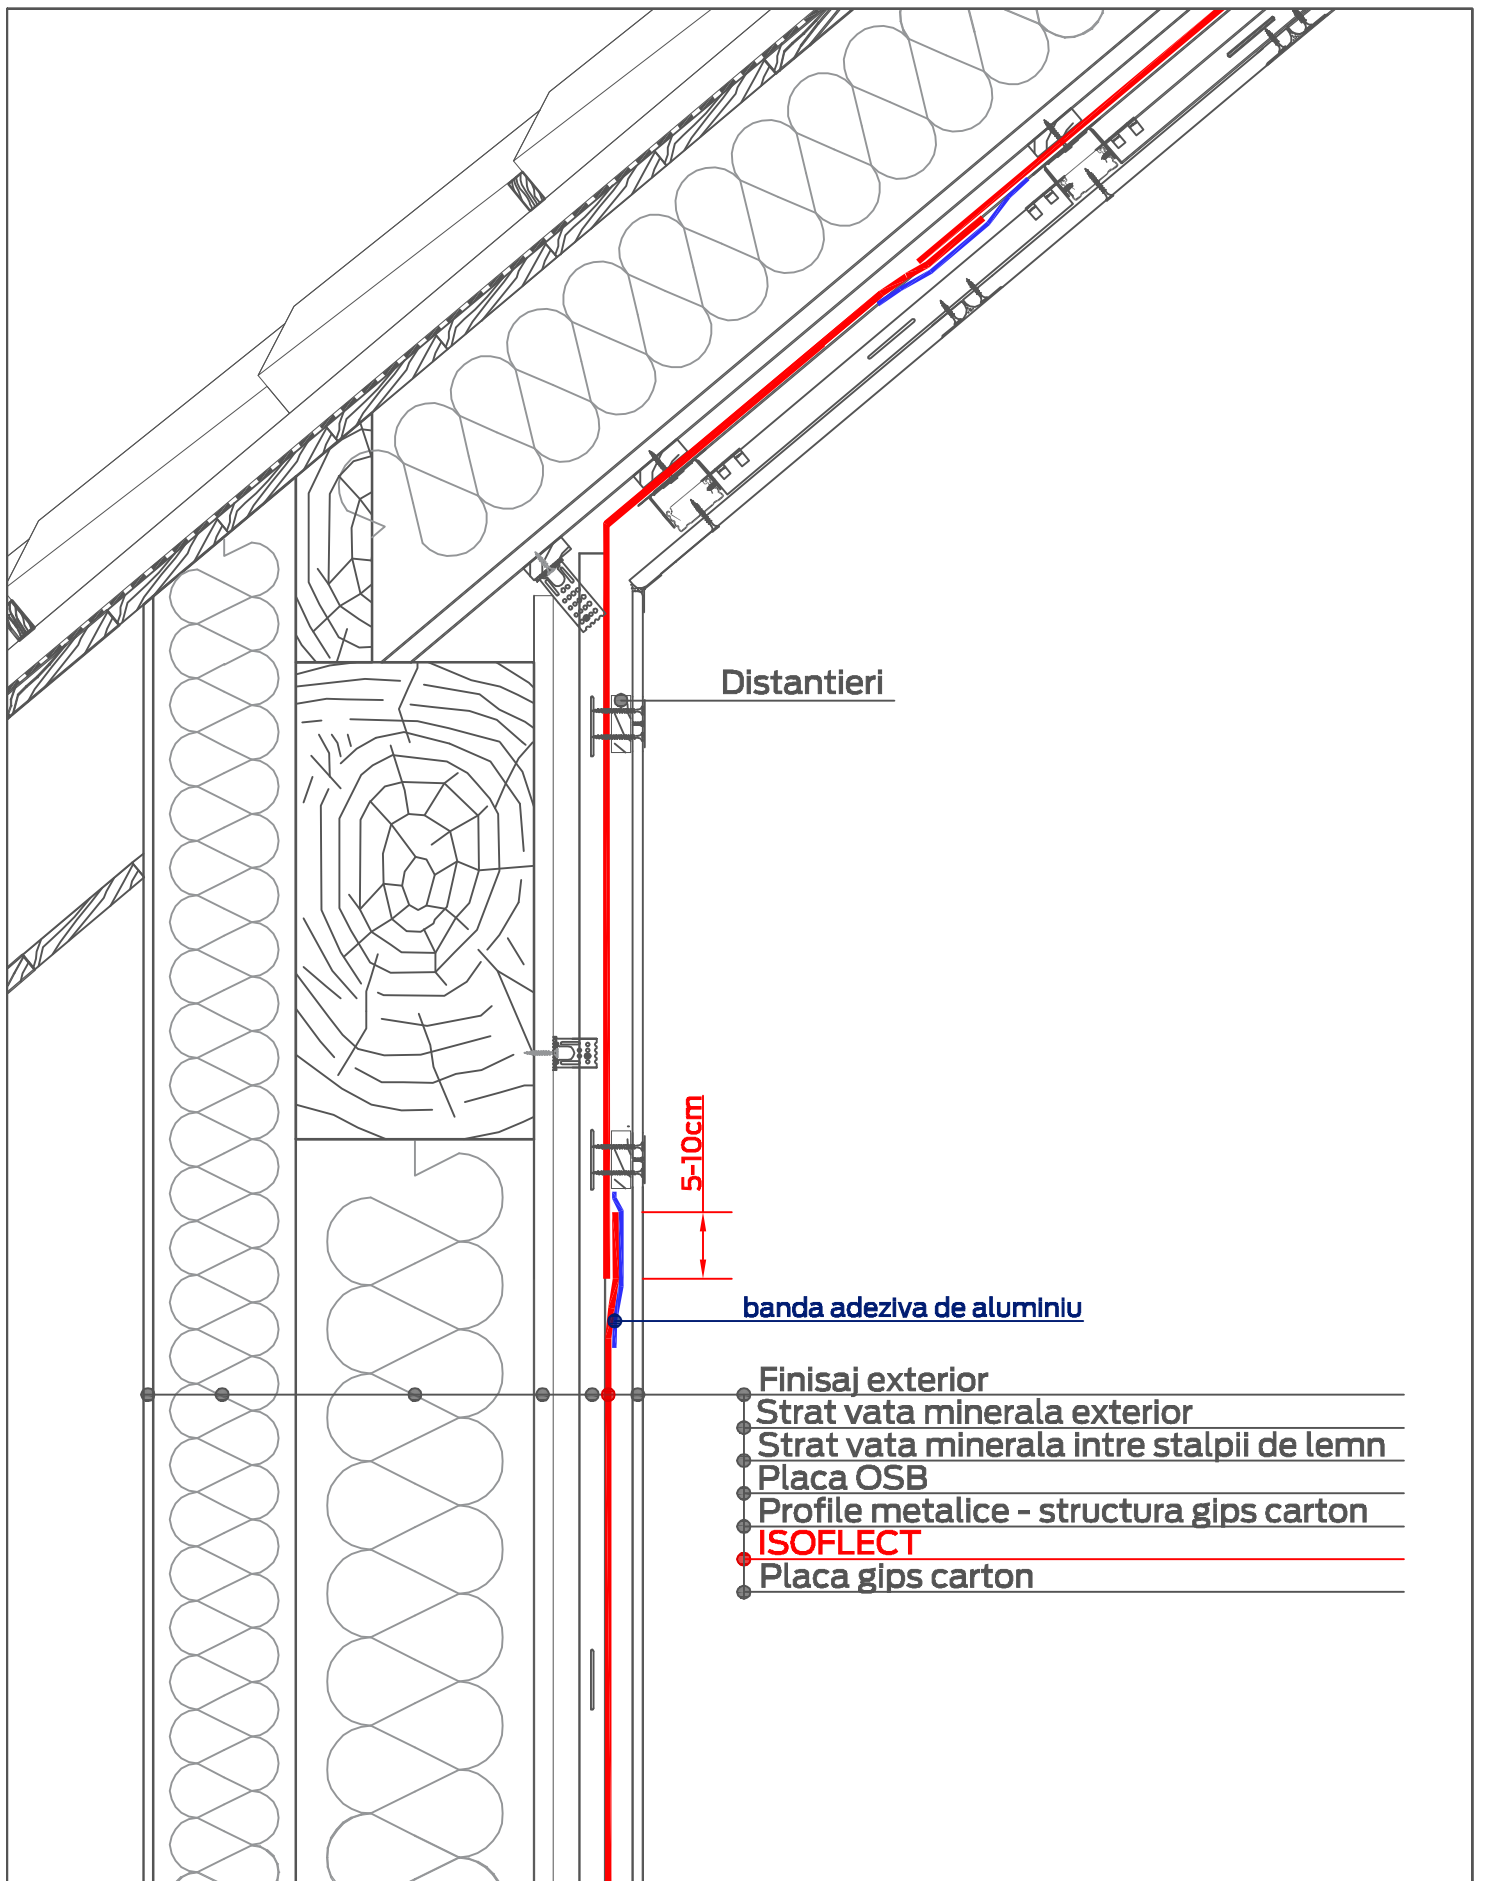 Distantieri
5-10cm
banda adeziva de aluminiu
Finisaj exterior
Strat vata minerala exterior
Strat vata minerala intre stalpii de lemn
Placa OSB
Profile metalice - structura gips carton
ISOFLECT
Placa gips carton